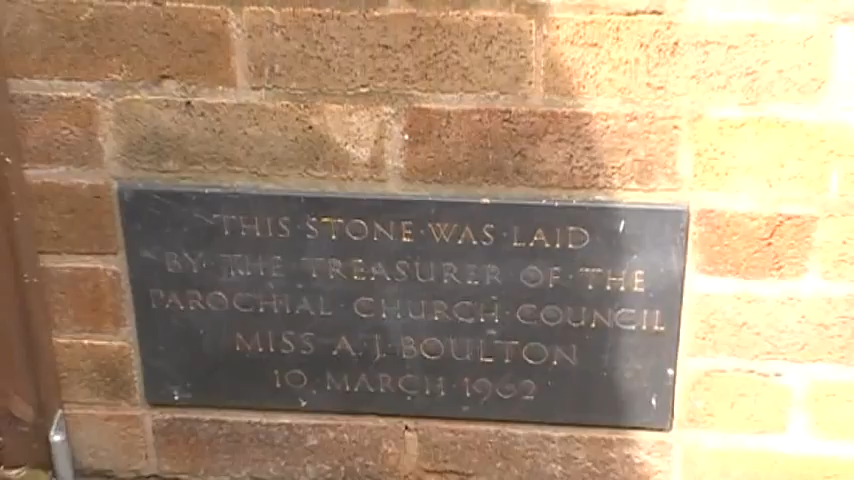 THIS STONE·WAS·LAID
BY·THE·TREASURER·OF·THE
PAROCHIAL·CHURCH·COUNCIL
MISS·A·J·BOULTON
10·MARCH·1962